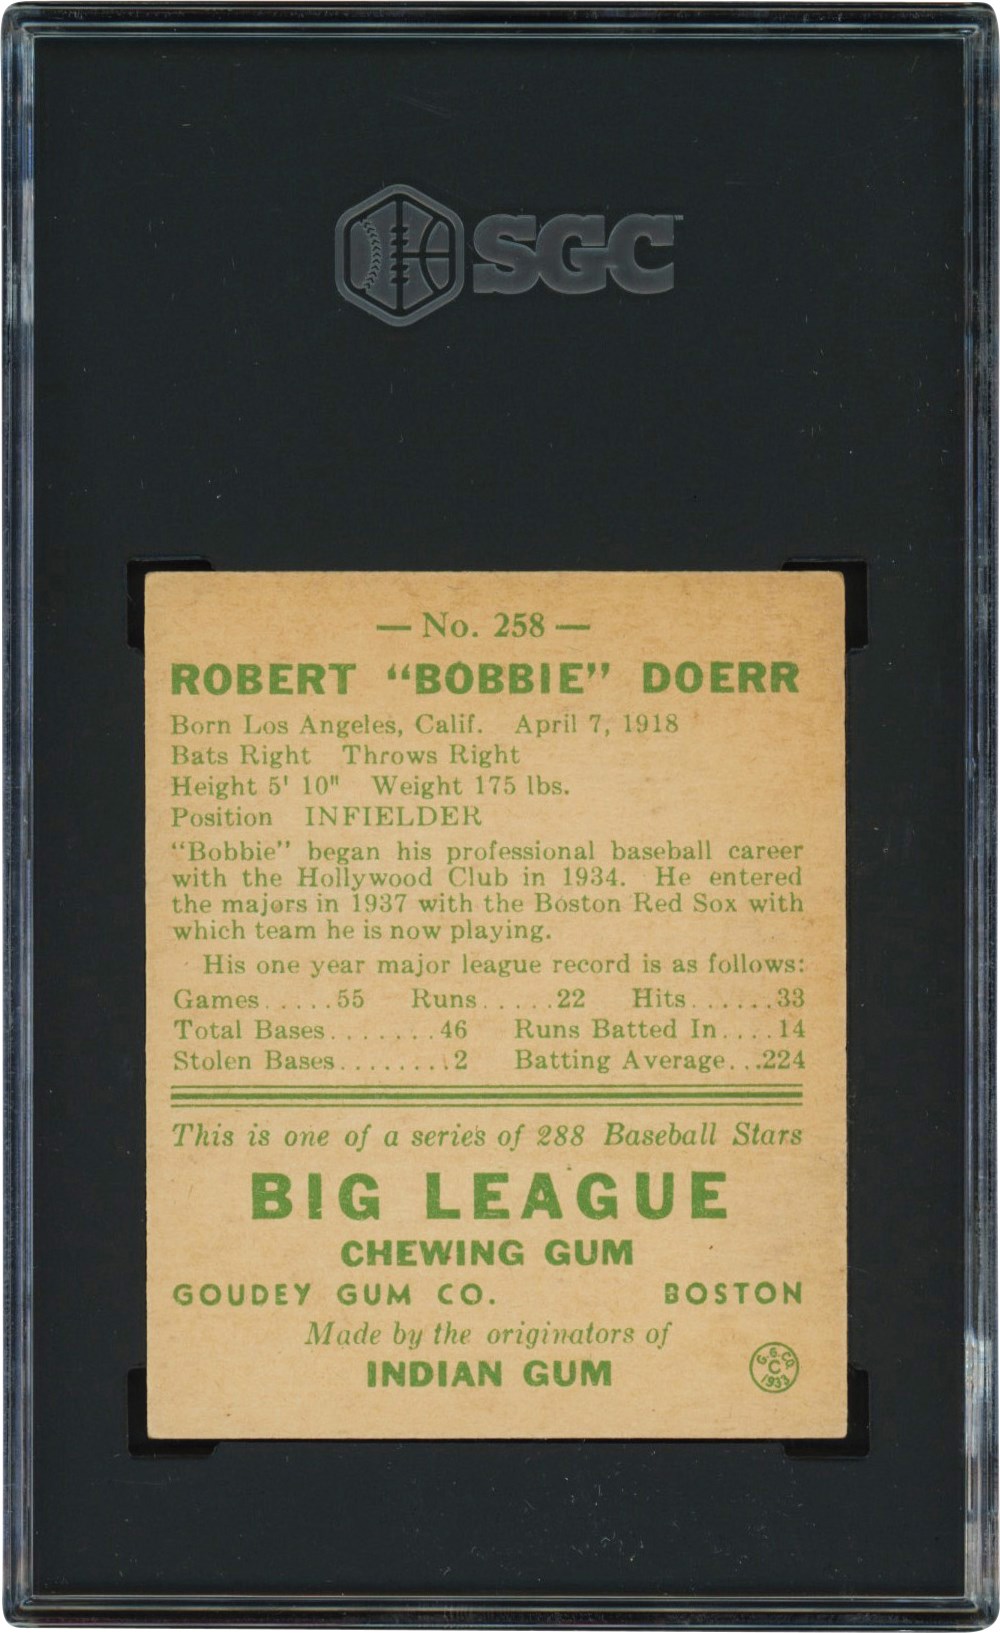 SGC
— No. 258 —
ROBERT "BOBBIE" DOERR
Born Los Angeles, Calif. April 7, 1918
Bats Right Throws Right
Height 5' 10" Weight 175 lbs.
Position INFIELDER
"Bobbie" began his professional baseball career
with the Hollywood Club in 1934. He entered
the majors in 1937 with the Boston Red Sox with
which team he is now playing.
His one year major league record is as follows:
Games.....55 Runs.....22 Hits......33
Total Bases.......46 Runs Batted In....14
Stolen Bases........2 Batting Average...224
This is one of a series of 288 Baseball Stars
BIG LEAGUE
CHEWING GUM
GOUDEY GUM CO. BOSTON
Made by the originators of
INDIAN GUM
G.G.CO.
C
1933